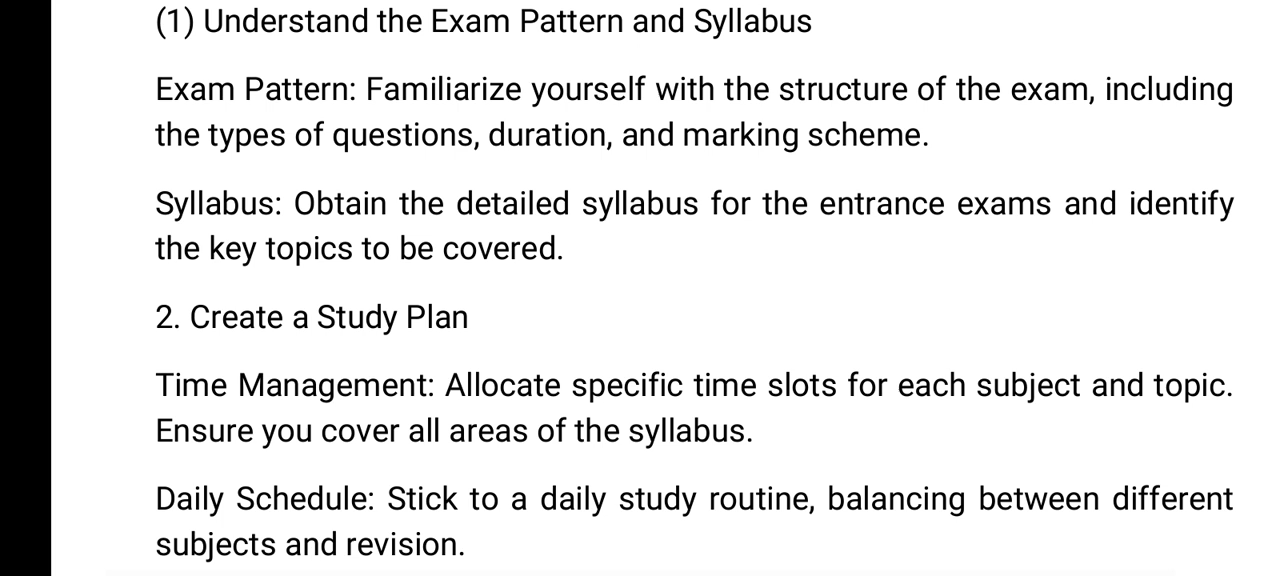 (1) Understand the Exam Pattern and Syllabus
Exam Pattern: Familiarize yourself with the structure of the exam, including
the types of questions, duration, and marking scheme.
Syllabus: Obtain the detailed syllabus for the entrance exams and identify
the key topics to be covered.
2. Create a Study Plan
Time Management: Allocate specific time slots for each subject and topic.
Ensure you cover all areas of the syllabus.
Daily Schedule: Stick to a daily study routine, balancing between different
subjects and revision.